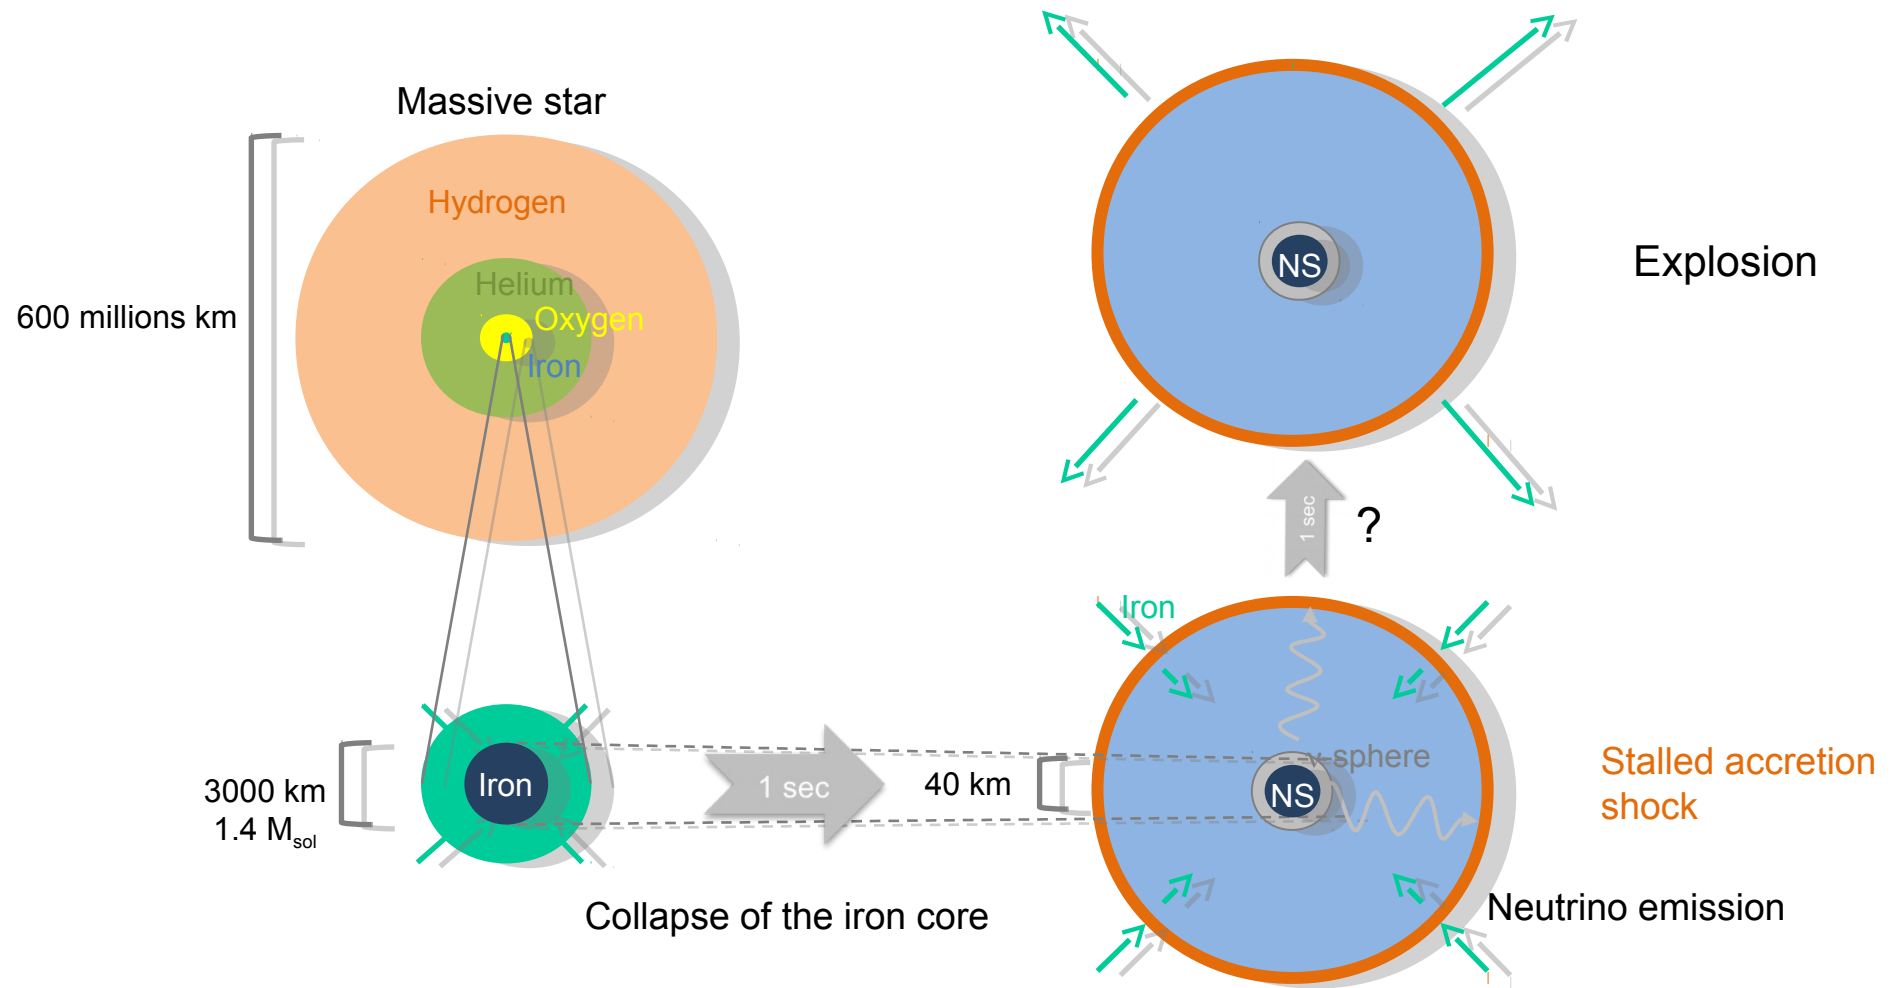 Massive star
Hydrogen
Helium
Oxygen
Iron
600 millions km
NS
Explosion
1 sec
?
Iron
3000 km
1.4 Msol
Iron
1 sec
40 km
ν-sphere
NS
Stalled accretion
shock
Collapse of the iron core
Neutrino emission